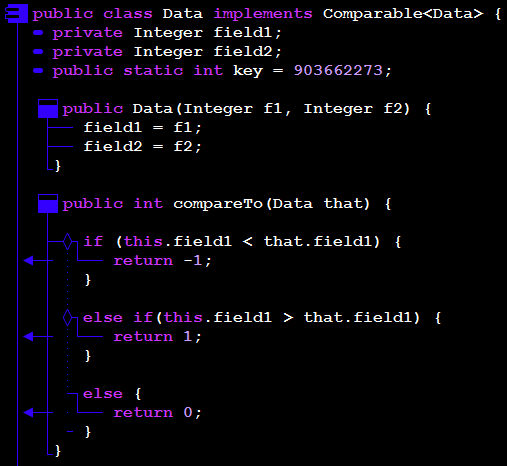 public class Data implements Comparable<Data> {
private Integer field1;
private Integer field2;
public static int key = 903662273;
public Data(Integer f1, Integer f2) {
field1 = f1;
field2 = f2;
}
public int compareTo(Data that) {
if (this.field1 < that.field1) {
return -1;
}
else if(this.field1 > that.field1) {
return 1;
}
else {
return 0;
}
}